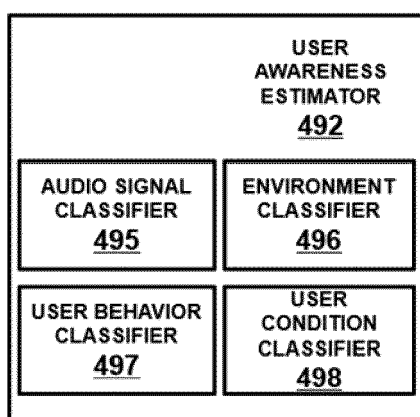 USER
AWARENESS
ESTIMATOR
492
AUDIO SIGNAL
CLASSIFIER
495
ENVIRONMENT
CLASSIFIER
496
USER BEHAVIOR
CLASSIFIER
497
USER
CONDITION
CLASSIFIER
498